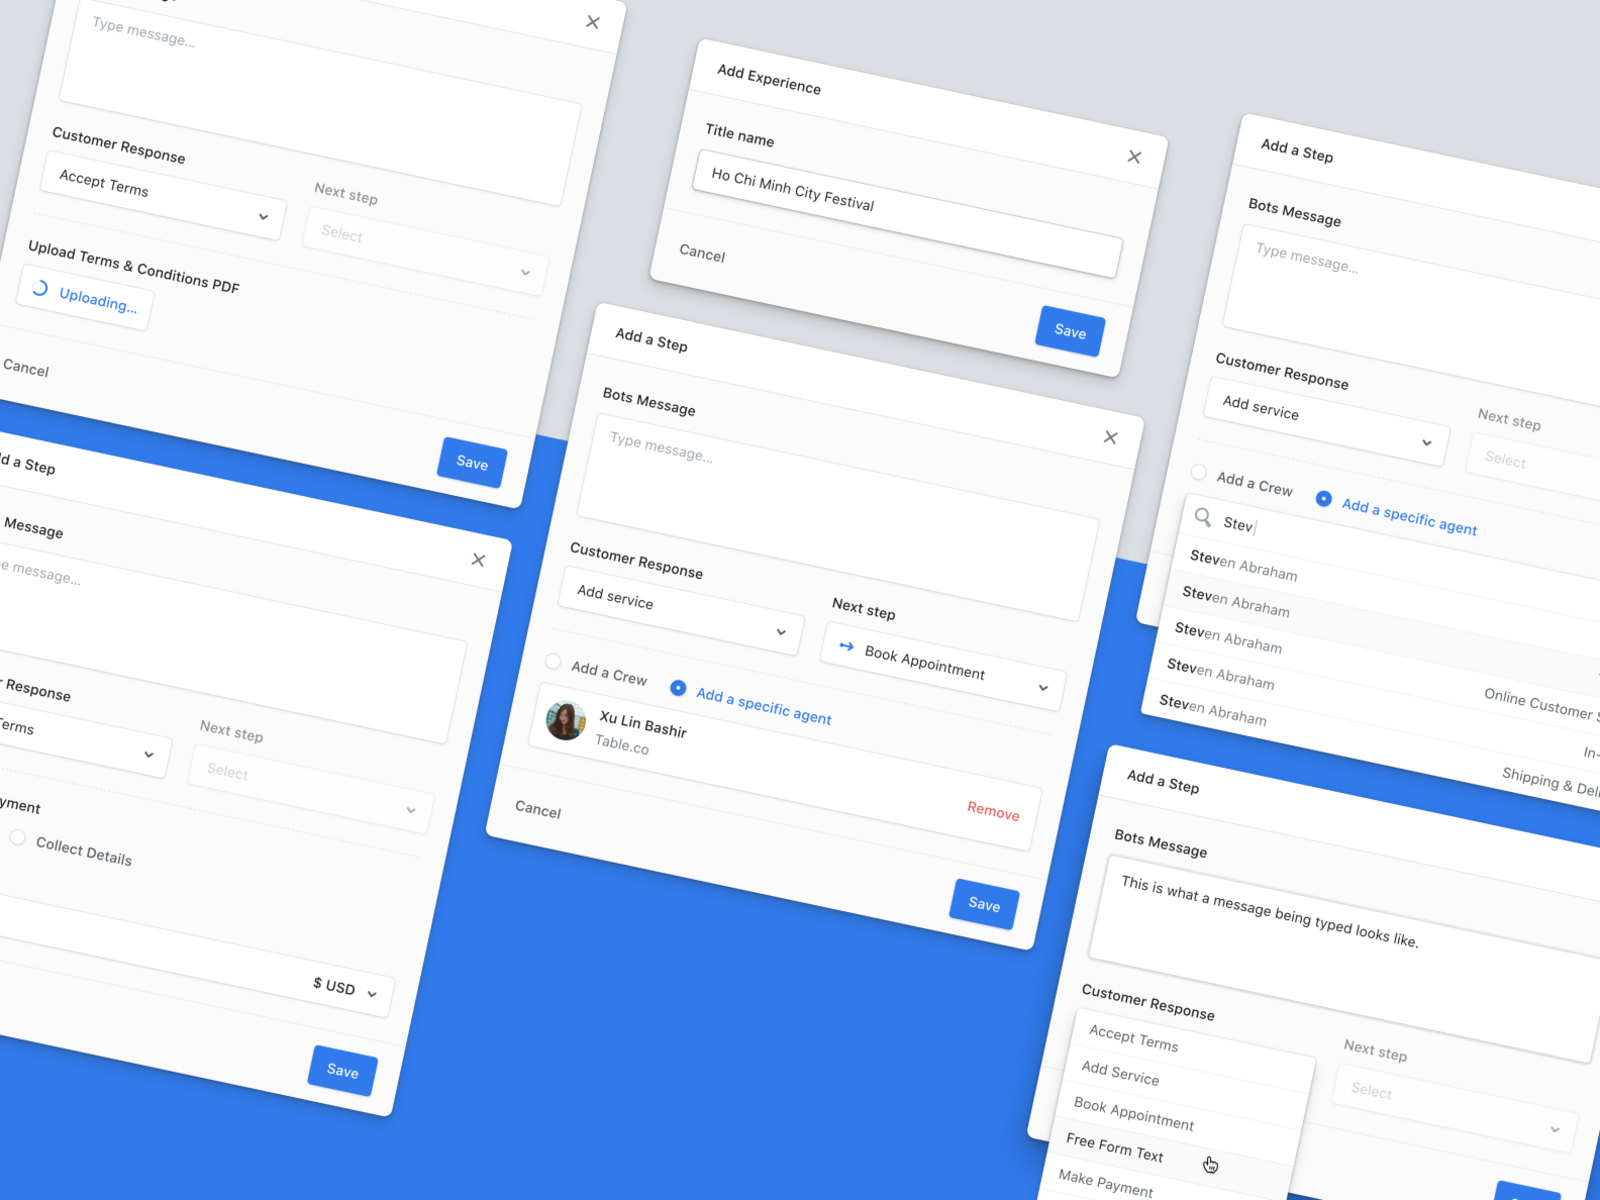 Type message...
Customer Response
Accept Terms
Next step
Select
Upload Terms & Conditions PDF
Uploading...
Cancel
Save
Add Experience
Title name
Ho Chi Minh City Festival
Cancel
Save
Add a Step
Bots Message
Type message...
Customer Response
Add service
Next step
Select
Add a Crew
Add a specific agent
Stev
Steven Abraham
Steven Abraham
Steven Abraham
Steven Abraham
Online Customer S
Steven Abraham
In-
Shipping & Deli
Add a Step
Bots Message
Type message...
Customer Response
Add service
Next step
Book Appointment
Add a Crew
Add a specific agent
Xu Lin Bashir
Table.co
Remove
Cancel
Save
d a Step
Message
e message...
r Response
Terms
Next step
Select
yment
Collect Details
$ USD
Save
Add a Step
Bots Message
This is what a message being typed looks like.
Customer Response
Accept Terms
Add Service
Book Appointment
Free Form Text
Make Payment
Next step
Select